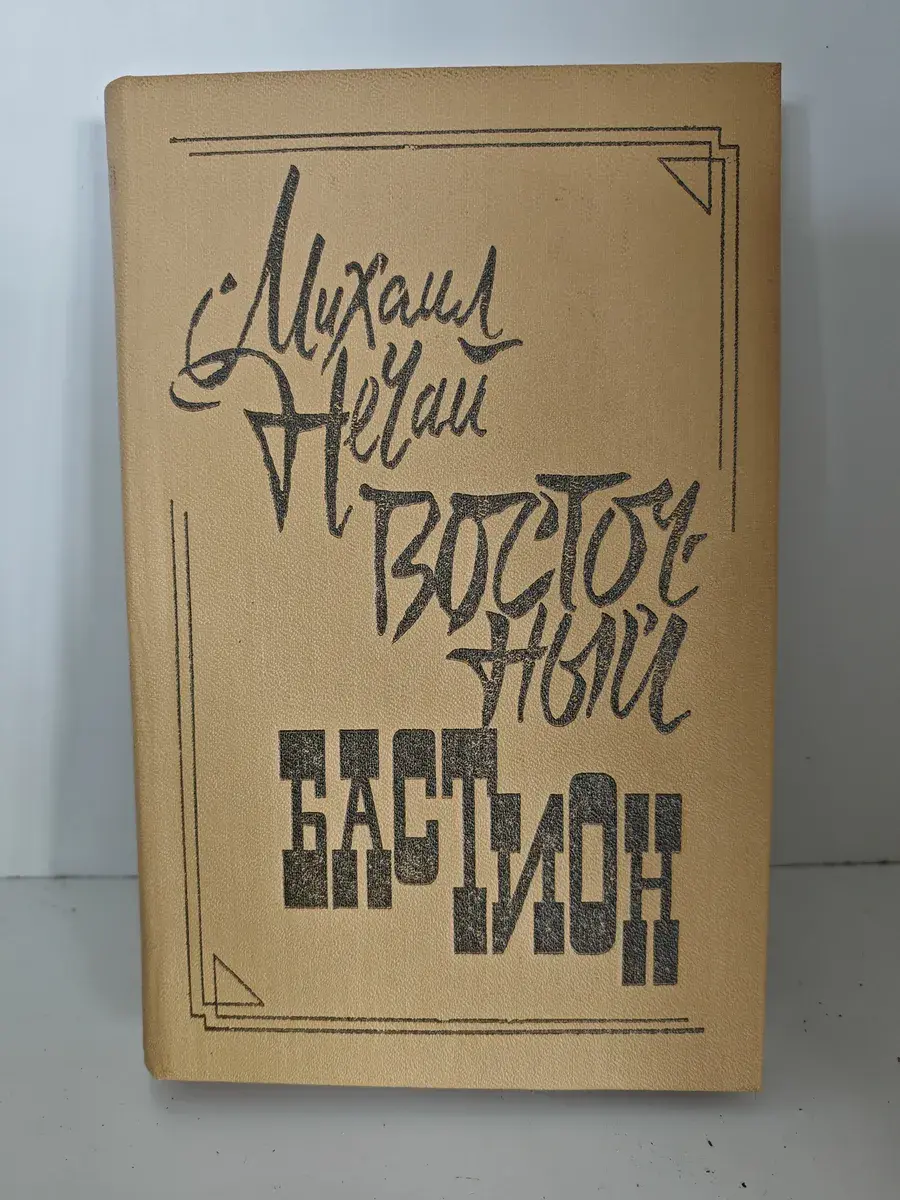 Михаил
Нечай
ВОСТОЧ-
НЫЙ
БАСТИОН